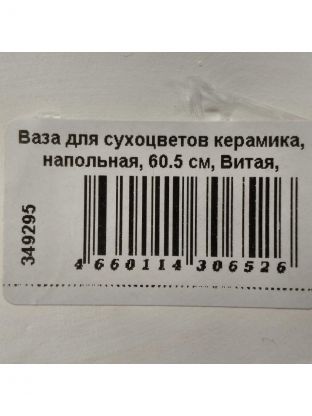 Ваза для сухоцветов керамика,
напольная, 60.5 см, Витая,
349295
4 660114 306526